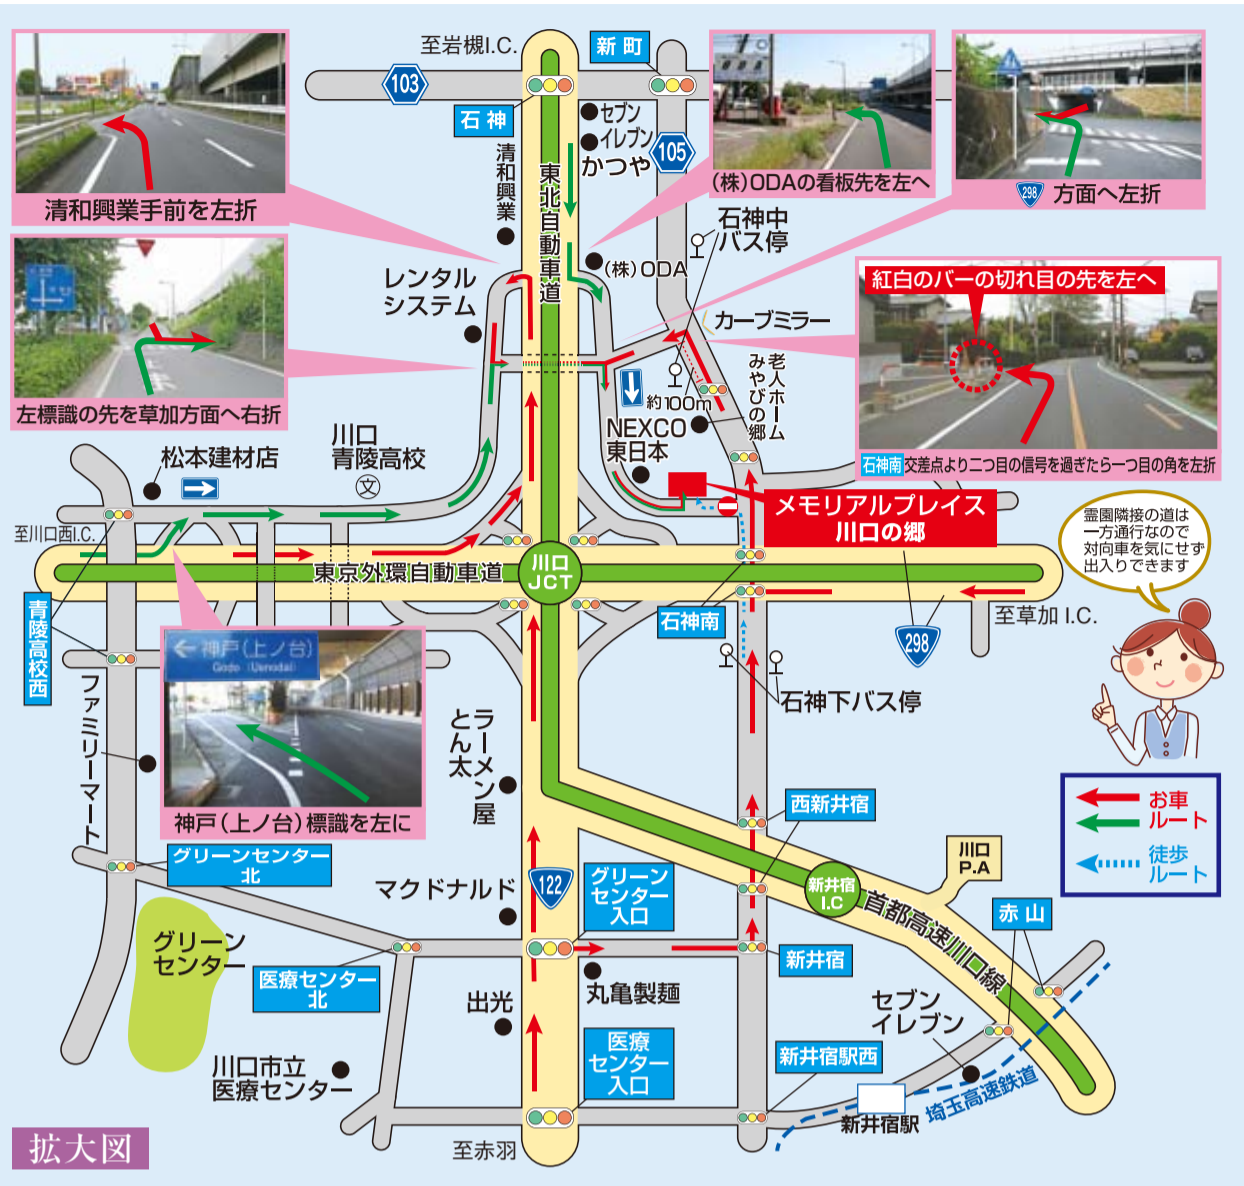 至岩槻I.C.
新町
103
石神
セブン
イレブン
かつや
105
清和興業
東北自動車道
清和興業手前を左折
(株)ODAの看板先を左へ
298 方面へ左折
石神中
バス停
(株)ODA
レンタル
システム
カーブミラー
紅白のバーの切れ目の先を左へ
石神南交差点より二つ目の信号を過ぎたら一つ目の角を左折
左標識の先を草加方面へ右折
約100m
老人ホーム
みやびの郷
NEXCO
東日本
川口
青陵高校
文
松本建材店
メモリアルプレイス
川口の郷
霊園隣接の道は
一方通行なので
対向車を気にせず
出入りできます
至川口西I.C.
東京外環自動車道
川口
JCT
至草加 I.C.
石神南
298
青陵高校西
神戸(上ノ台)
Godo (Uenodai)
神戸(上ノ台)標識を左に
石神下バス停
ファミリーマート
ラーメン屋
とん太
西新井宿
お車
ルート
徒歩
ルート
川口
P.A
新井宿
I.C
首都高速川口線
グリーンセンター
北
マクドナルド
122
グリーン
センター
入口
赤山
グリーン
センター
医療センター
北
新井宿
丸亀製麺
出光
セブン
イレブン
医療
センター
入口
新井宿駅西
川口市立
医療センター
埼玉高速鉄道
新井宿駅
至赤羽
拡大図